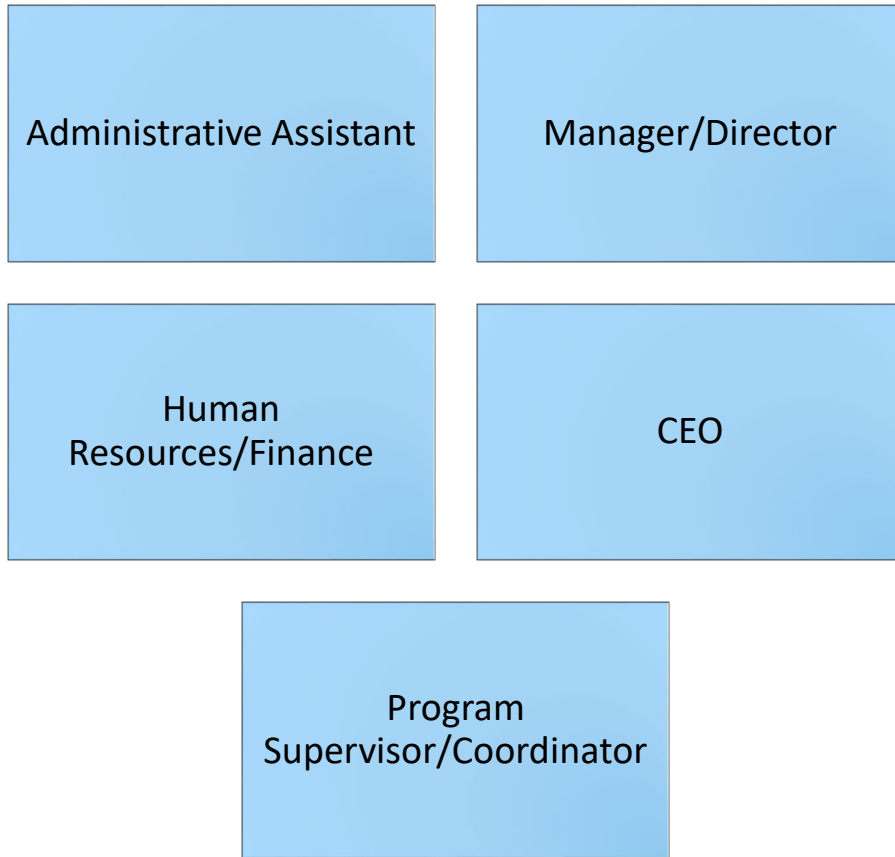 Administrative Assistant
Manager/Director
Human
Resources/Finance
CEO
Program
Supervisor/Coordinator